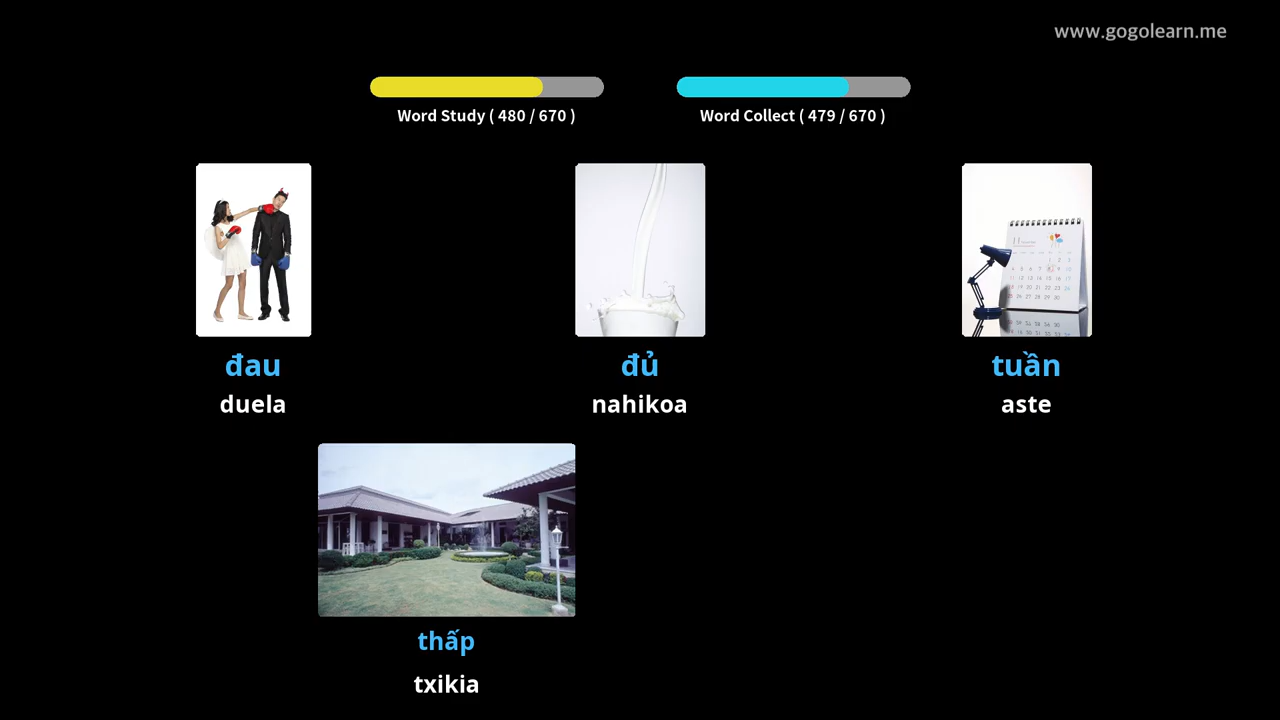 www.gogolearn.me
Word Study ( 480 / 670 )
Word Collect ( 479 / 670 )
đau
duela
đủ
nahikoa
tuần
aste
thấp
txikia